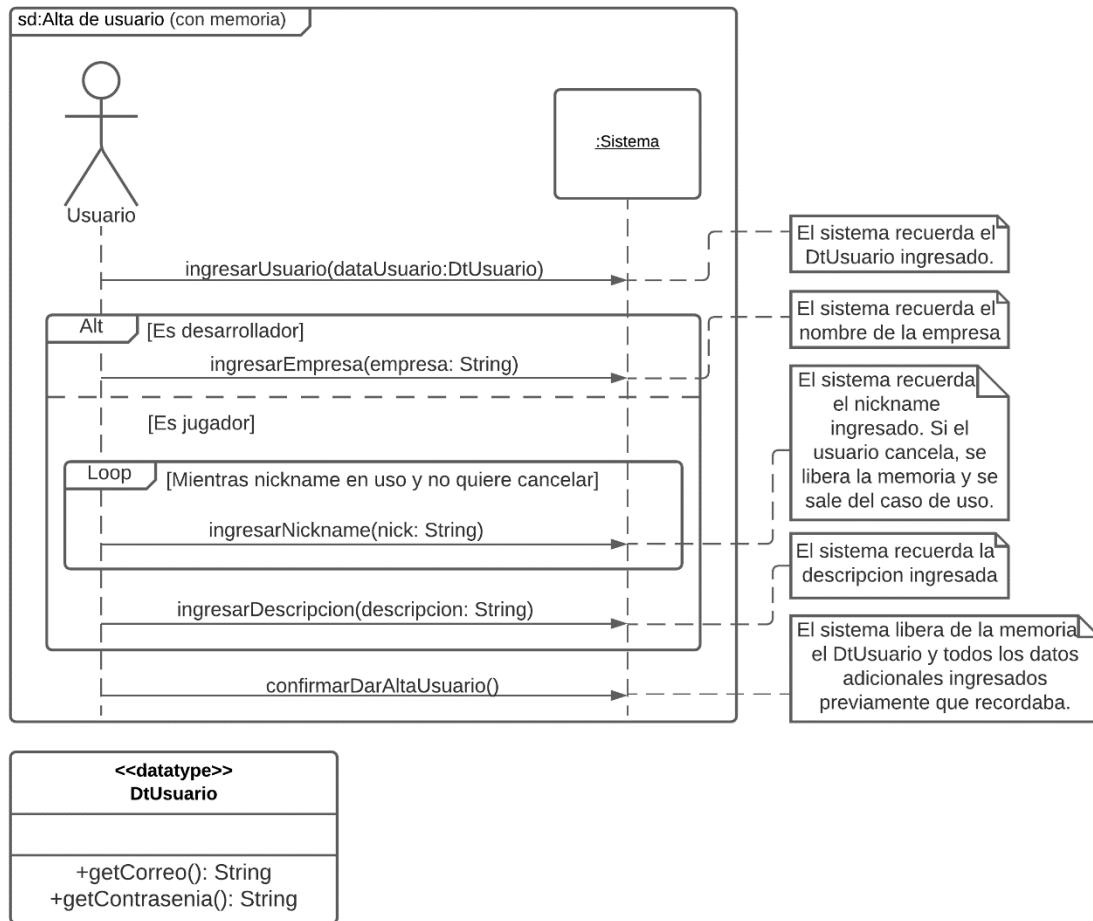 sd:Alta de usuario (con memoria)
:Sistema
Usuario
El sistema recuerda el
DtUsuario ingresado.
ingresarUsuario(dataUsuario:DtUsuario)
Alt
[Es desarrollador]
El sistema recuerda el
nombre de la empresa
ingresarEmpresa(empresa: String)
[Es jugador]
El sistema recuerda
el nickname
ingresado. Si el
usuario cancela, se
libera la memoria y se
sale del caso de uso.
Loop
[Mientras nickname en uso y no quiere cancelar]
ingresarNickname(nick: String)
El sistema recuerda la
descripcion ingresada
ingresarDescripcion(descripcion: String)
El sistema libera de la memoria
el DtUsuario y todos los datos
adicionales ingresados
previamente que recordaba.
confirmarDarAltaUsuario()
<<datatype>>
DtUsuario
+getCorreo(): String
+getContrasenia(): String